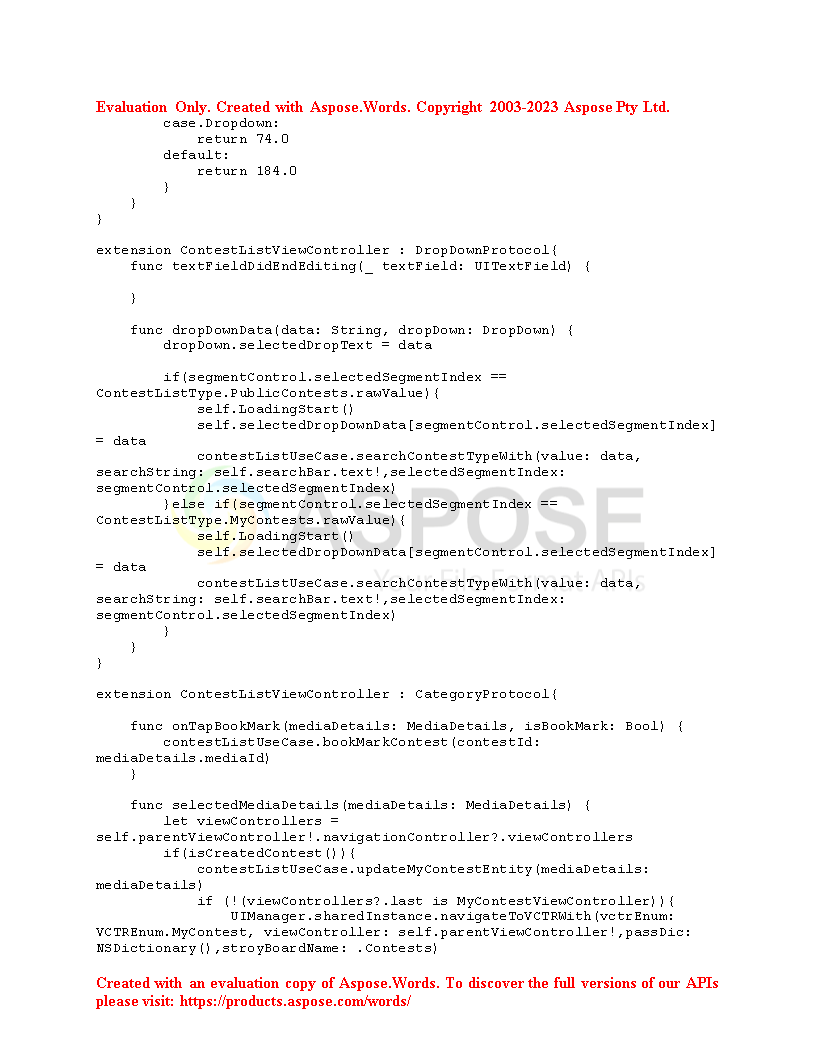 Evaluation Only. Created with Aspose.Words. Copyright 2003-2023 Aspose Pty Ltd.
        case.Dropdown:
            return 74.0
        default:
            return 184.0
        }
    }
}

extension ContestListViewController : DropDownProtocol{
    func textFieldDidEndEditing(_ textField: UITextField) {

    }

    func dropDownData(data: String, dropDown: DropDown) {
        dropDown.selectedDropText = data

        if(segmentControl.selectedSegmentIndex ==
ContestListType.PublicContests.rawValue){
            self.LoadingStart()
            self.selectedDropDownData[segmentControl.selectedSegmentIndex]
= data
            contestListUseCase.searchContestTypeWith(value: data,
searchString: self.searchBar.text!,selectedSegmentIndex:
segmentControl.selectedSegmentIndex)
        }else if(segmentControl.selectedSegmentIndex ==
ContestListType.MyContests.rawValue){
            self.LoadingStart()
            self.selectedDropDownData[segmentControl.selectedSegmentIndex]
= data
            contestListUseCase.searchContestTypeWith(value: data,
searchString: self.searchBar.text!,selectedSegmentIndex:
segmentControl.selectedSegmentIndex)
        }
    }
}

extension ContestListViewController : CategoryProtocol{

    func onTapBookMark(mediaDetails: MediaDetails, isBookMark: Bool) {
        contestListUseCase.bookMarkContest(contestId:
mediaDetails.mediaId)
    }

    func selectedMediaDetails(mediaDetails: MediaDetails) {
        let viewControllers =
self.parentViewController!.navigationController?.viewControllers
        if(isCreatedContest()){
            contestListUseCase.updateMyContestEntity(mediaDetails:
mediaDetails)
            if (!(viewControllers?.last is MyContestViewController)){
                UIManager.sharedInstance.navigateToVCTRWith(vctrEnum:
VCTREnum.MyContest, viewController: self.parentViewController!,passDic:
NSDictionary(),stroyBoardName: .Contests)
ASPOSE
Your File Format APIs
Created with an evaluation copy of Aspose.Words. To discover the full versions of our APIs
please visit: https://products.aspose.com/words/